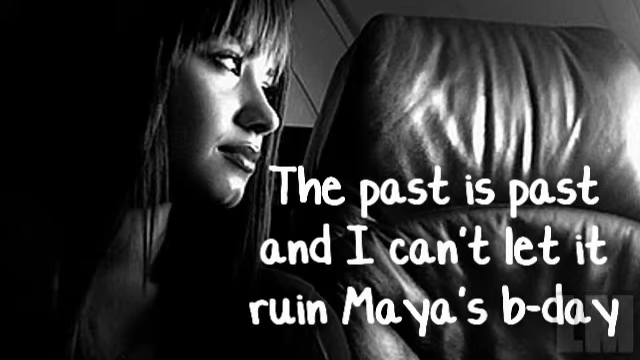 The past is past
and I can't let it
ruin Maya's b-day